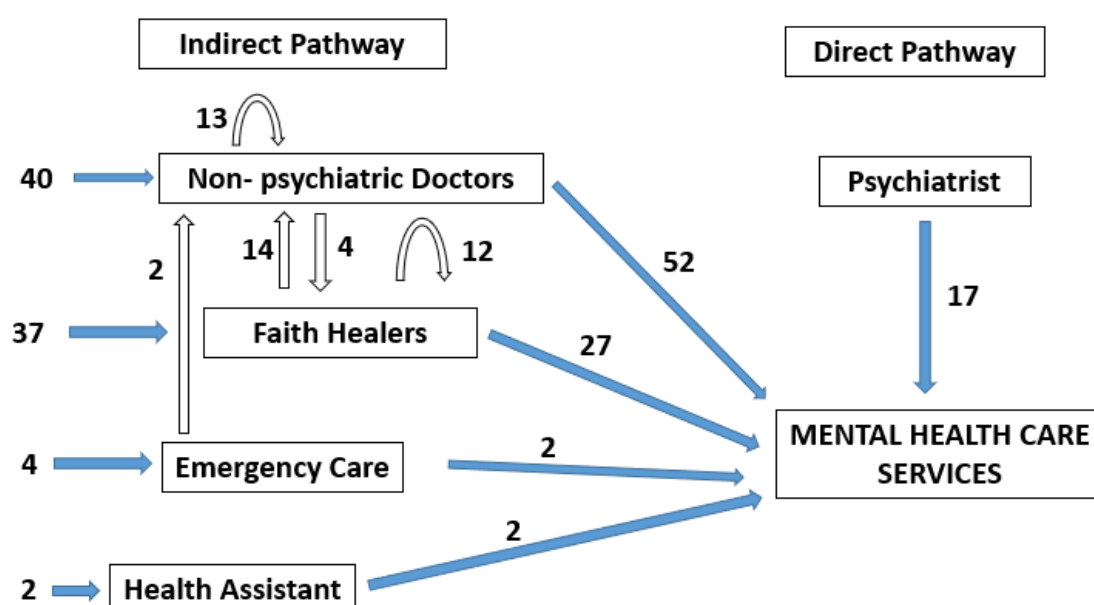 Indirect Pathway
Direct Pathway
13
40
Non- psychiatric Doctors
Psychiatrist
2
14
4
12
52
17
37
Faith Healers
27
MENTAL HEALTH CARE
SERVICES
4
Emergency Care
2
2
2
Health Assistant